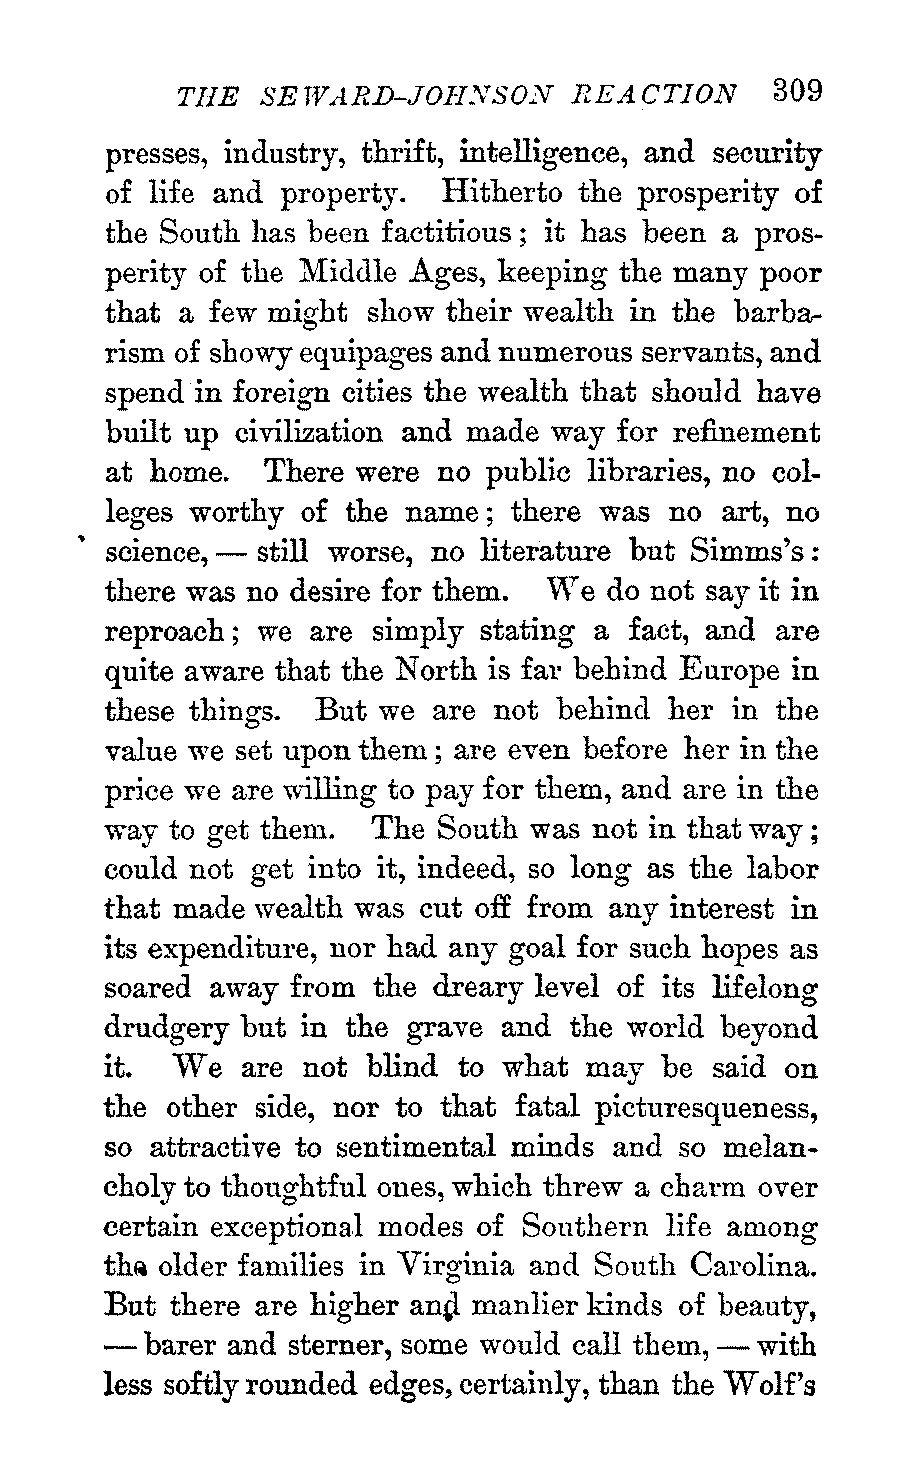 THE SEWARD-JOHNSON REACTION 309
presses, industry, thrift, intelligence, and security
of life and property. Hitherto the prosperity of
the South has been factitious; it has been a pros-
perity of the Middle Ages, keeping the many poor
that a few might show their wealth in the barba-
rism of showy equipages and numerous servants, and
spend in foreign cities the wealth that should have
built up civilization and made way for refinement
at home. There were no public libraries, no col-
leges worthy of the name; there was no art, no
science, — still worse, no literature but Simms's:
there was no desire for them. We do not say it in
reproach; we are simply stating a fact, and are
quite aware that the North is far behind Europe in
these things. But we are not behind her in the
value we set upon them; are even before her in the
price we are willing to pay for them, and are in the
way to get them. The South was not in that way;
could not get into it, indeed, so long as the labor
that made wealth was cut off from any interest in
its expenditure, nor had any goal for such hopes as
soared away from the dreary level of its lifelong
drudgery but in the grave and the world beyond
it. We are not blind to what may be said on
the other side, nor to that fatal picturesqueness,
so attractive to sentimental minds and so melan-
choly to thoughtful ones, which threw a charm over
certain exceptional modes of Southern life among
the older families in Virginia and South Carolina.
But there are higher and manlier kinds of beauty,
— barer and sterner, some would call them, — with
less softly rounded edges, certainly, than the Wolf's